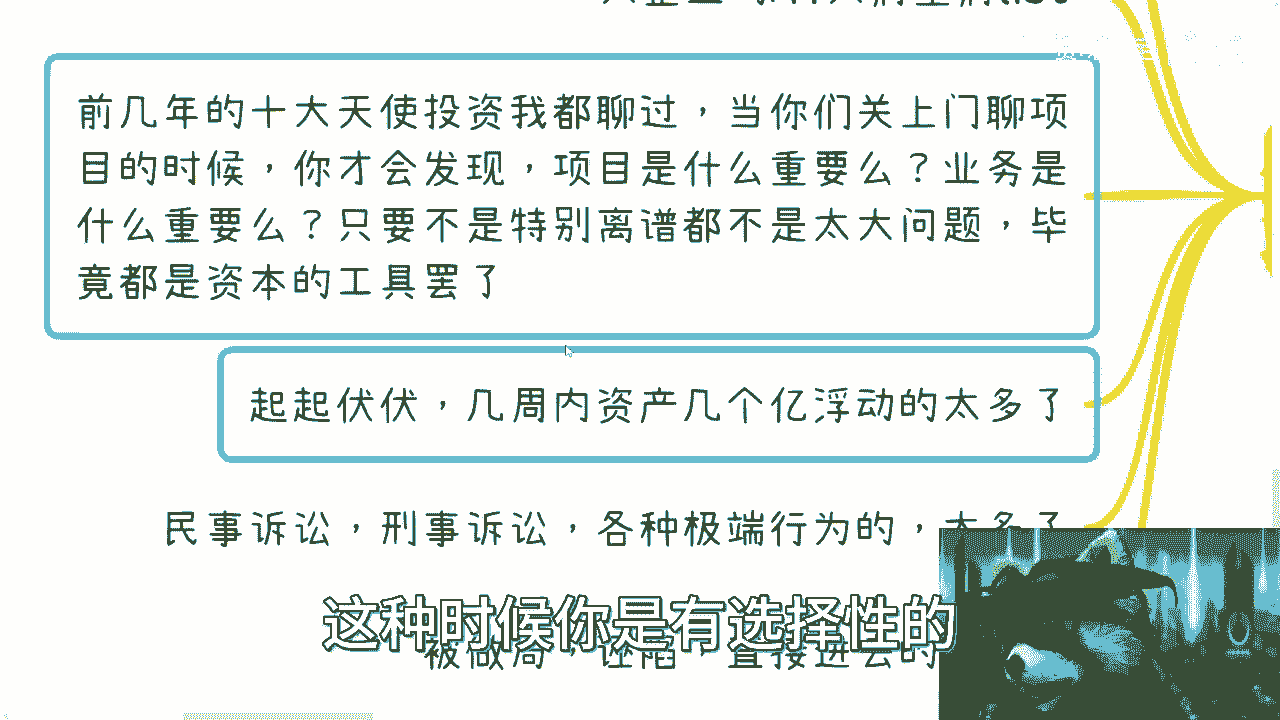 前几年的十大天使投资我都聊过，当你们关上门聊项
目的时候，你才会发现，项目是什么重要么？业务是
什么重要么？只要不是特别离谱都不是太大问题，毕
竟都是资本的工具罢了
起起伏伏，几周内资产几个亿浮动的太多了
民事诉讼，刑事诉讼，各种极端行为的，太多了
这种时候你是有选择性的
被做局，诬陷，直接进去的